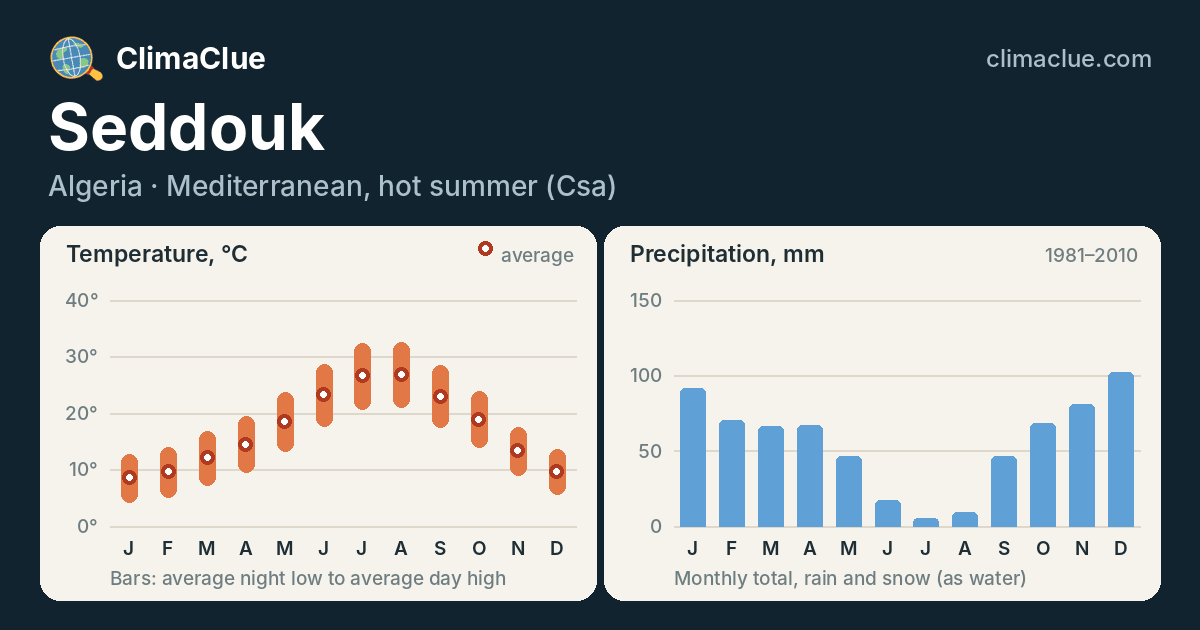 ClimaClue
climaclue.com
Seddouk
Algeria · Mediterranean, hot summer (Csa)
Temperature, °C
average
40°
30°
20°
10°
0°
J F M A M J J A S O N D
Bars: average night low to average day high
Precipitation, mm
1981–2010
150
100
50
0
J F M A M J J A S O N D
Monthly total, rain and snow (as water)